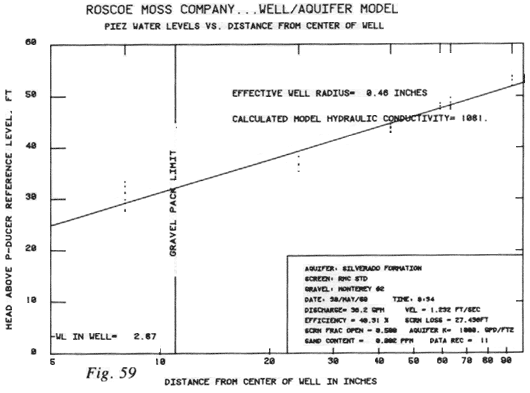 ROSCOE MOSS COMPANY...WELL/AQUIFER MODEL
PIEZ WATER LEVELS VS. DISTANCE FROM CENTER OF WELL
HEAD ABOVE P-DUCER REFERENCE LEVEL, FT
60
50
40
30
20
10
0
EFFECTIVE WELL RADIUS= 0.46 INCHES
CALCULATED MODEL HYDRAULIC CONDUCTIVITY= 1081.
GRAVEL PACK LIMIT
AQUIFER: SILVERADO FORMATION
SCREEN: RMC STD
GRAVEL: MONTEREY 02
DATE: 30/MAY/80 TIME: 8:54
DISCHARGE= 36.2 GPM VEL = 1.292 FT/SEC
EFFICIENCY = 40.91 % SCRN LOSS = 27.436FT
SCRN FRAC OPEN = 0.500 AQUIFER K= 1000. GPD/FT2
SAND CONTENT = 0.002 PPM DATA REC = 11
WL IN WELL= 2.67
5 10 20 30 40 50 60 70 80 90
Fig. 59
DISTANCE FROM CENTER OF WELL IN INCHES